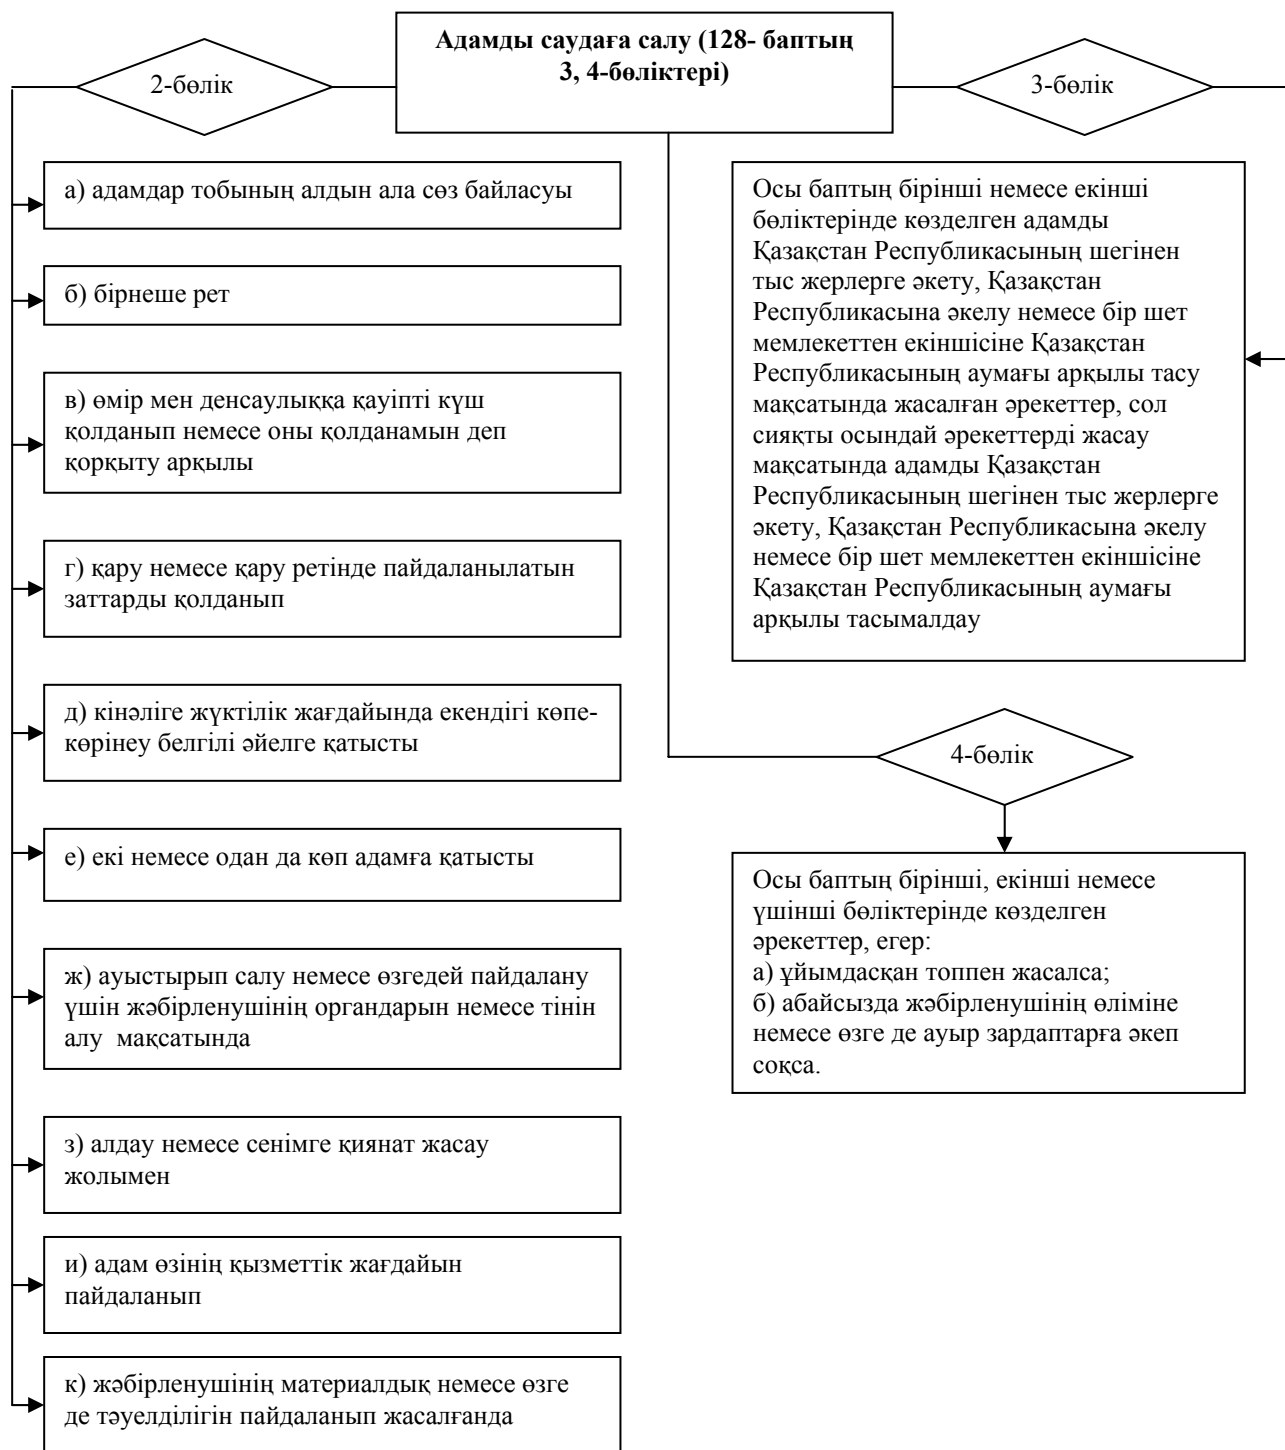 Адамды саудаға салу (128- баптың
3, 4-бөліктері)
2-бөлік
3-бөлік
а) адамдар тобының алдын ала сөз байласуы
б) бірнеше рет
в) өмір мен денсаулыққа қауіпті күш
қолданып немесе оны қолданамын деп
қорқыту арқылы
г) қару немесе қару ретінде пайдаланылатын
заттарды қолданып
д) кінәліге жүктілік жағдайында екендігі көпе-
көрінеу белгілі әйелге қатысты
е) екі немесе одан да көп адамға қатысты
ж) ауыстырып салу немесе өзгедей пайдалану
үшін жәбірленушінің органдарын немесе тінін
алу мақсатында
з) алдау немесе сенімге қиянат жасау
жолымен
и) адам өзінің қызметтік жағдайын
пайдаланып
к) жәбірленушінің материалдық немесе өзге
де тәуелділігін пайдаланып жасалғанда
Осы баптың бірінші немесе екінші
бөліктерінде көзделген адамды
Қазақстан Республикасының шегінен
тыс жерлерге әкету, Қазақстан
Республикасына әкелу немесе бір шет
мемлекеттен екіншісіне Қазақстан
Республикасының аумағы арқылы тасу
мақсатында жасалған әрекеттер, сол
сияқты осындай әрекеттерді жасау
мақсатында адамды Қазақстан
Республикасының шегінен тыс жерлерге
әкету, Қазақстан Республикасына әкелу
немесе бір шет мемлекеттен екіншісіне
Қазақстан Республикасының аумағы
арқылы тасымалдау
4-бөлік
Осы баптың бірінші, екінші немесе
үшінші бөліктерінде көзделген
әрекеттер, егер:
а) ұйымдасқан топпен жасалса;
б) абайсызда жәбірленушінің өліміне
немесе өзге де ауыр зардаптарға әкеп
соқса.